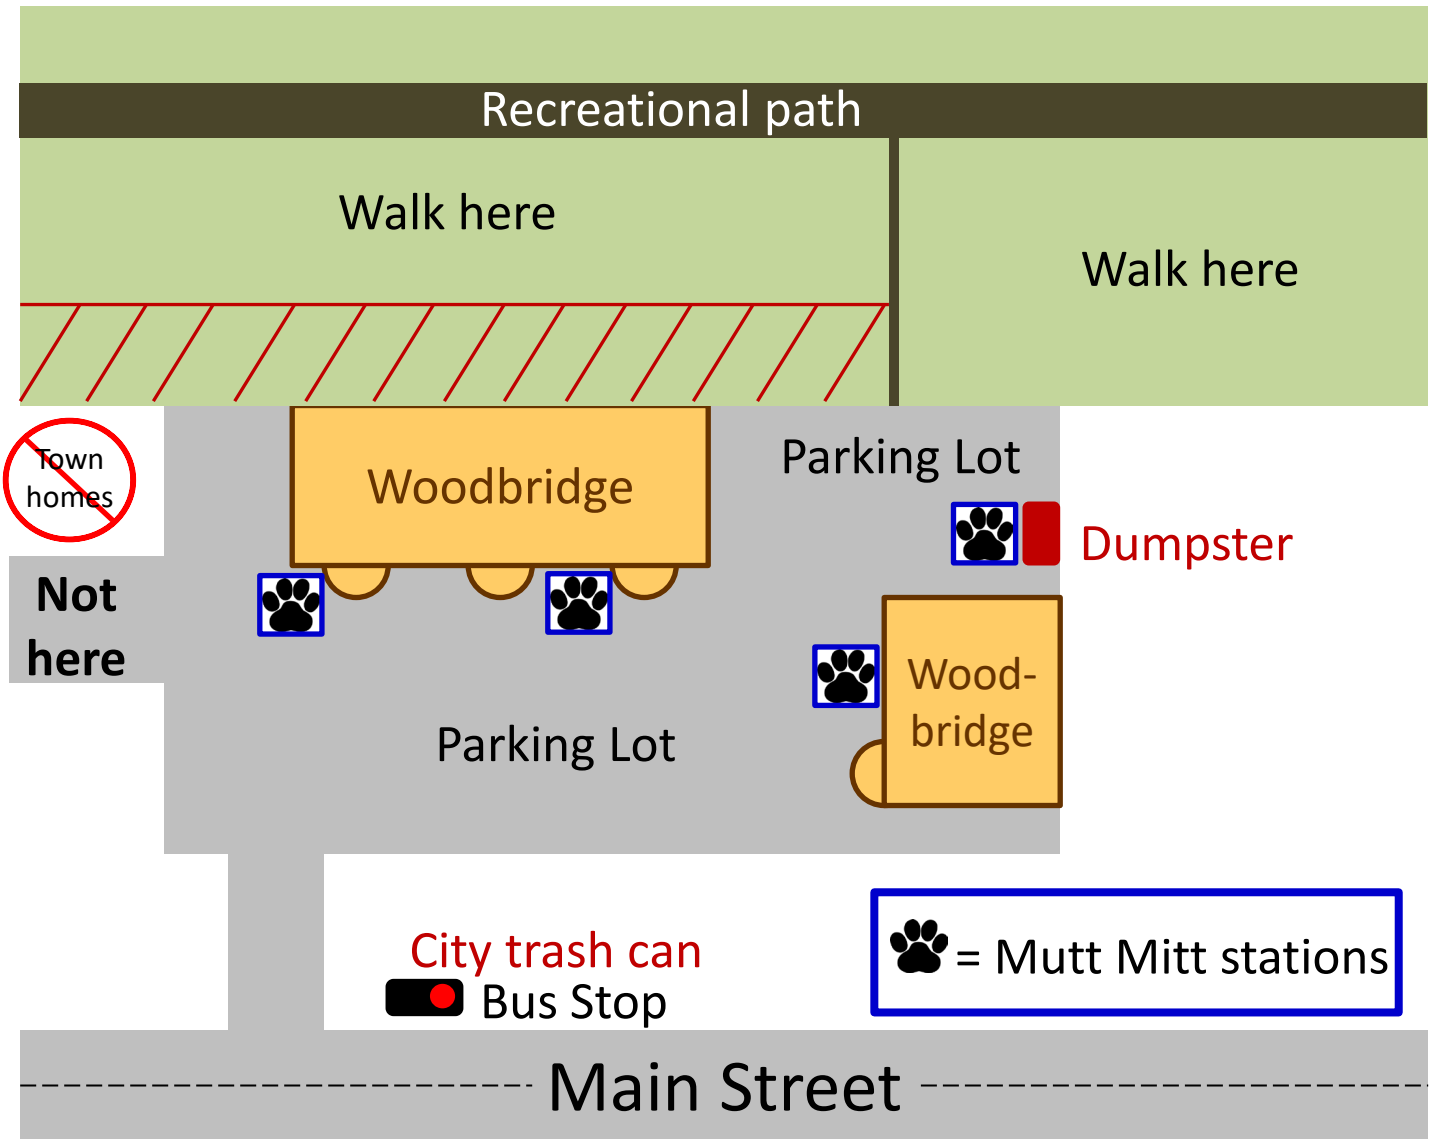 Recreational path
Walk here
Walk here
Town
homes
Woodbridge
Parking Lot
Dumpster
Not
here
Wood-
bridge
Parking Lot
City trash can
Bus Stop
= Mutt Mitt stations
Main Street